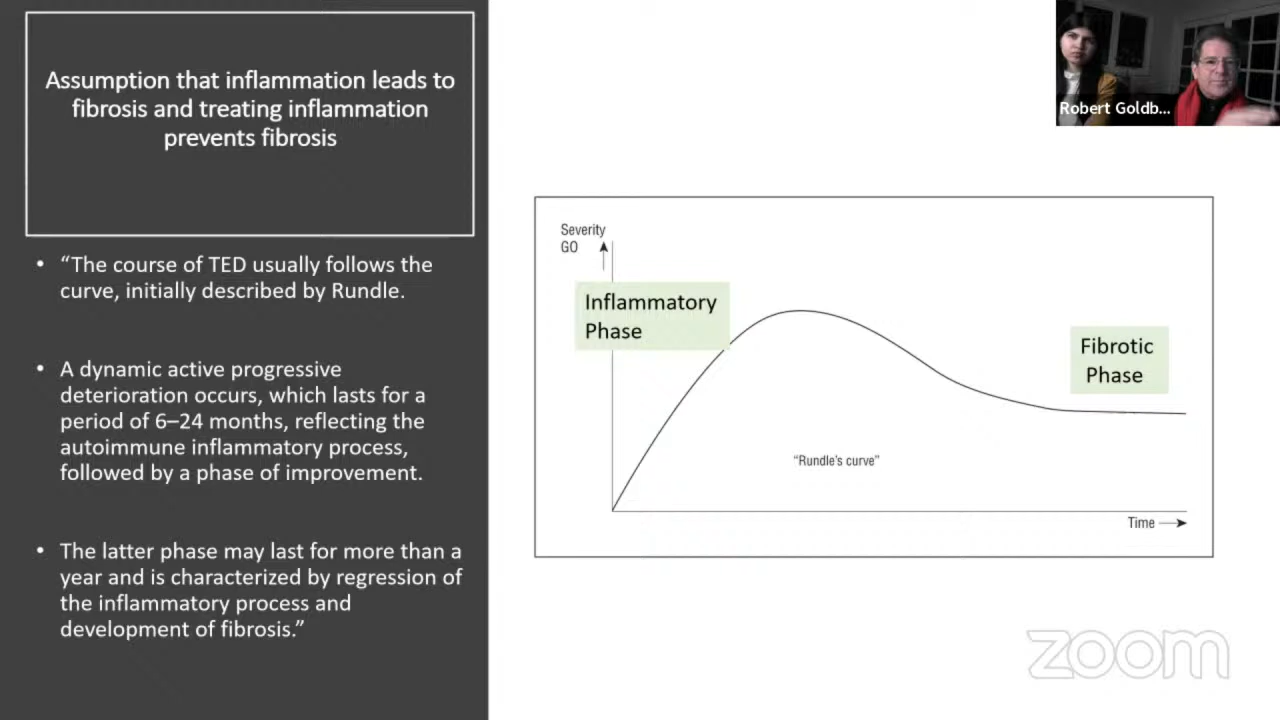 Assumption that inflammation leads to
fibrosis and treating inflammation
prevents fibrosis
• “The course of TED usually follows the
curve, initially described by Rundle.
• A dynamic active progressive
deterioration occurs, which lasts for a
period of 6–24 months, reflecting the
autoimmune inflammatory process,
followed by a phase of improvement.
• The latter phase may last for more than a
year and is characterized by regression of
the inflammatory process and
development of fibrosis.”
Robert Goldb...
Severity
GO
Inflammatory
Phase
Fibrotic
Phase
“Rundle’s curve”
Time
zoom